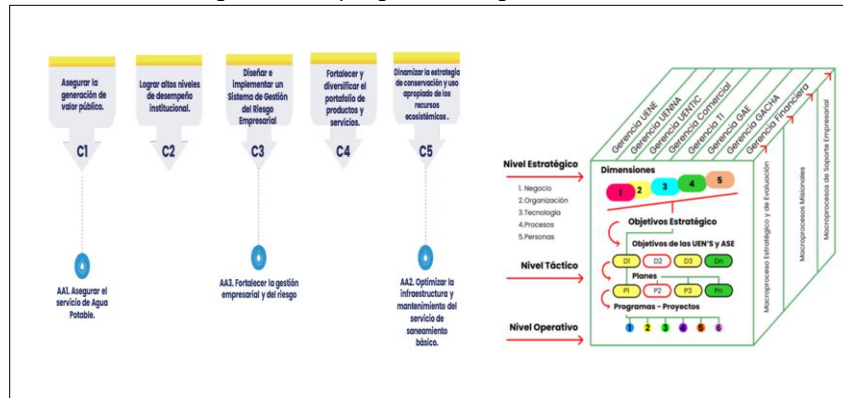 Asegurar la
generación de
valor público.
C1
Lograr altos niveles
de desempeño
institucional.
C2
Diseñar e
implementar un
Sistema de Gestión
del Riesgo
Empresarial
C3
Fortalecer y
diversificar el
portafolio de
productos y
servicios.
C4
Dinamizar la estrategia
de conservación y uso
apropiado de los
recursos
ecosistémicos.
C5
AA1. Asegurar el
servicio de Agua
Potable.
AA3. Fortalecer la gestión
empresarial y del riesgo
AA2. Optimizar la
infraestructura y
mantenimiento del
servicio de
saneamiento
básico.
Nivel Estratégico
1. Negocio
2.Organización
3.Tecnología
4.Procesos
5.Personas
Nivel Táctico
Nivel Operativo
Gerencia UENE
Gerencia UENNA
Gerencia UENTIC
Gerencia Comercial
Gerencia TI
Gerencia GAE
Gerencia GACHA
Gerencia Financiera
Dimensiones
1 2 3 4 5
Objetivos Estratégico
Objetivos de las UEN'S y ASE
D1 D2 D3 Dn
Planes
P1 P2 P3 Pn
Programas - Proyectos
1 2 3 4 5 6
Macroproceso Estratégico y de Evaluación
Macroprocesos Misionales
Macroprocesos de Soporte Empresarial